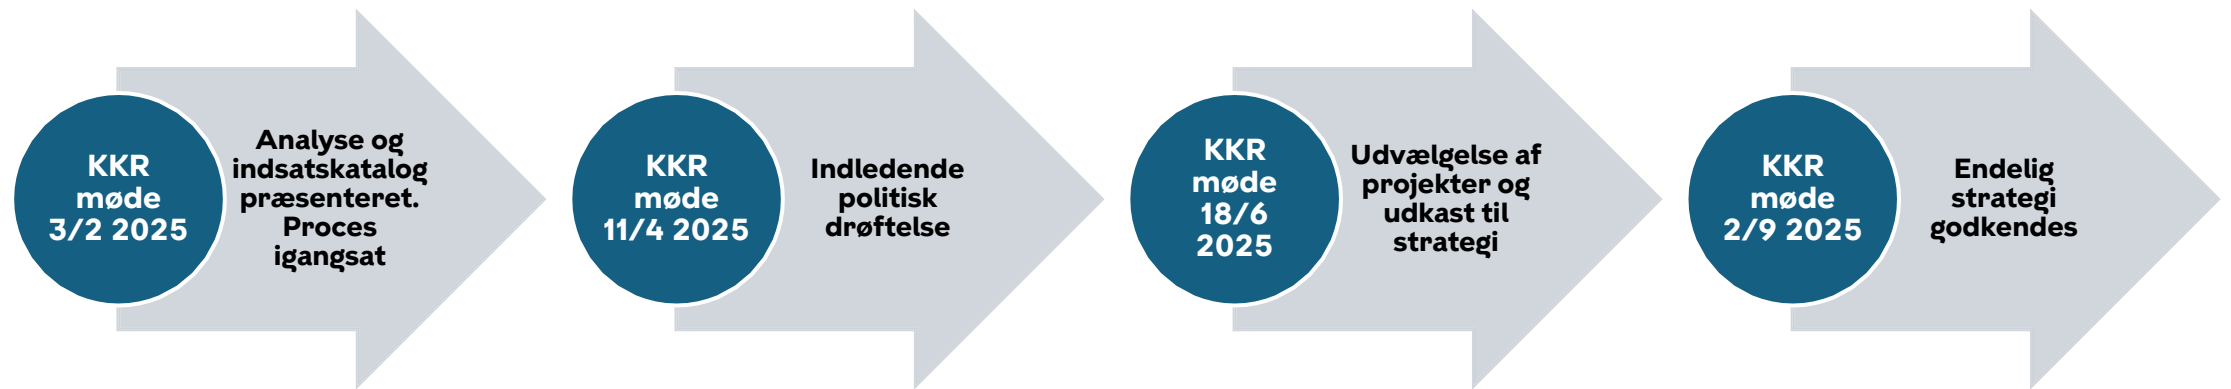 KKR
møde
3/2 2025
Analyse og
indsatskatalog
præsenteret.
Proces
igangsat
KKR
møde
11/4 2025
Indledende
politisk
drøftelse
KKR
møde
18/6
2025
Udvælgelse af
projekter og
udkast til
strategi
KKR
møde
2/9 2025
Endelig
strategi
godkendes